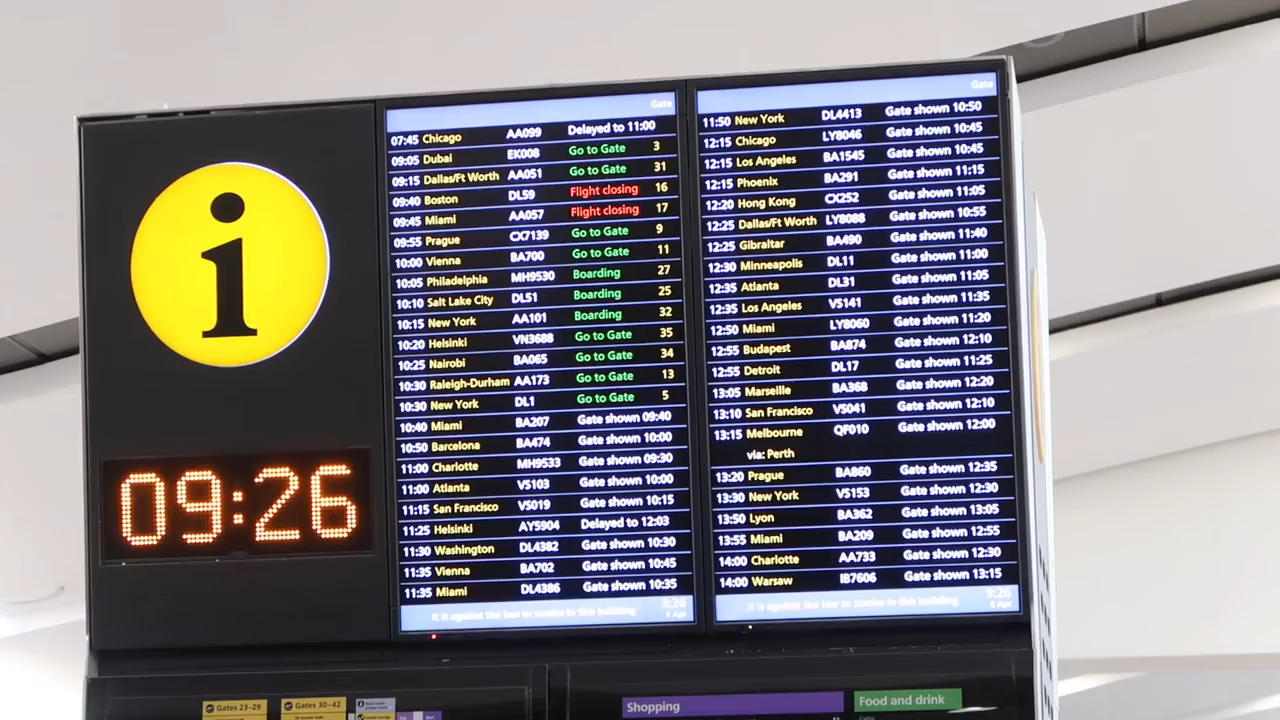 i
09:26
Gate
07:45 Chicago AA099 Delayed to 11:00
09:05 Dubai EK008 Go to Gate 3
09:15 Dallas/Ft Worth AA051 Go to Gate 31
09:40 Boston DL59 Flight closing 16
09:45 Miami AA057 Flight closing 17
09:55 Prague CX7139 Go to Gate 9
10:00 Vienna BA700 Go to Gate 11
10:05 Philadelphia MH9530 Boarding 27
10:10 Salt Lake City DL51 Boarding 25
10:15 New York AA101 Boarding 32
10:20 Helsinki VN3688 Go to Gate 35
10:25 Nairobi BA065 Go to Gate 34
10:30 Raleigh-Durham AA173 Go to Gate 13
10:30 New York DL1 Go to Gate 5
10:40 Miami BA207 Gate shown 09:40
10:50 Barcelona BA474 Gate shown 10:00
11:00 Charlotte MH9533 Gate shown 09:30
11:00 Atlanta VS103 Gate shown 10:00
11:15 San Francisco VS019 Gate shown 10:15
11:25 Helsinki AY5904 Delayed to 12:03
11:30 Washington DL4382 Gate shown 10:30
11:35 Vienna BA702 Gate shown 10:45
11:35 Miami DL4386 Gate shown 10:35
It is against the law to smoke in this building 9:26
Gate
11:50 New York DL4413 Gate shown 10:50
12:15 Chicago LY8046 Gate shown 10:45
12:15 Los Angeles BA1545 Gate shown 10:45
12:15 Phoenix BA291 Gate shown 11:15
12:20 Hong Kong CX252 Gate shown 11:05
12:25 Dallas/Ft Worth LY8088 Gate shown 10:55
12:25 Gibraltar BA490 Gate shown 11:40
12:30 Minneapolis DL11 Gate shown 11:00
12:35 Atlanta DL31 Gate shown 11:05
12:35 Los Angeles VS141 Gate shown 11:35
12:50 Miami LY8060 Gate shown 11:20
12:55 Budapest BA874 Gate shown 12:10
12:55 Detroit DL17 Gate shown 11:25
13:05 Marseille BA368 Gate shown 12:20
13:10 San Francisco VS041 Gate shown 12:10
13:15 Melbourne QF010 Gate shown 12:00
via: Perth
13:20 Prague BA860 Gate shown 12:35
13:30 New York VS153 Gate shown 12:30
13:50 Lyon BA362 Gate shown 13:05
13:55 Miami BA209 Gate shown 12:55
14:00 Charlotte AA733 Gate shown 12:30
14:00 Warsaw IB7606 Gate shown 13:15
It is against the law to smoke in this building 9:26
Gates 23-29
Gates 30-42
Shopping
Food and drink